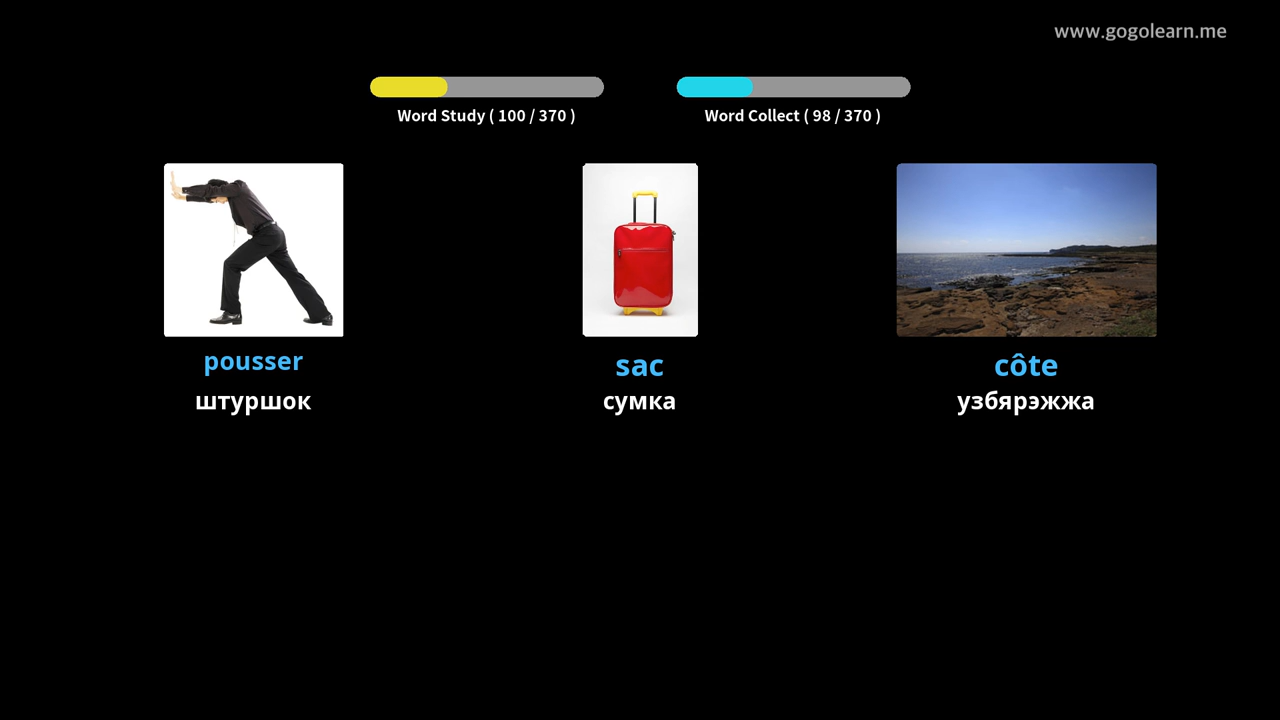 www.gogolearn.me
Word Study ( 100 / 370 )
Word Collect ( 98 / 370 )
pousser
sac
côte
штуршок
сумка
узбярэжжа